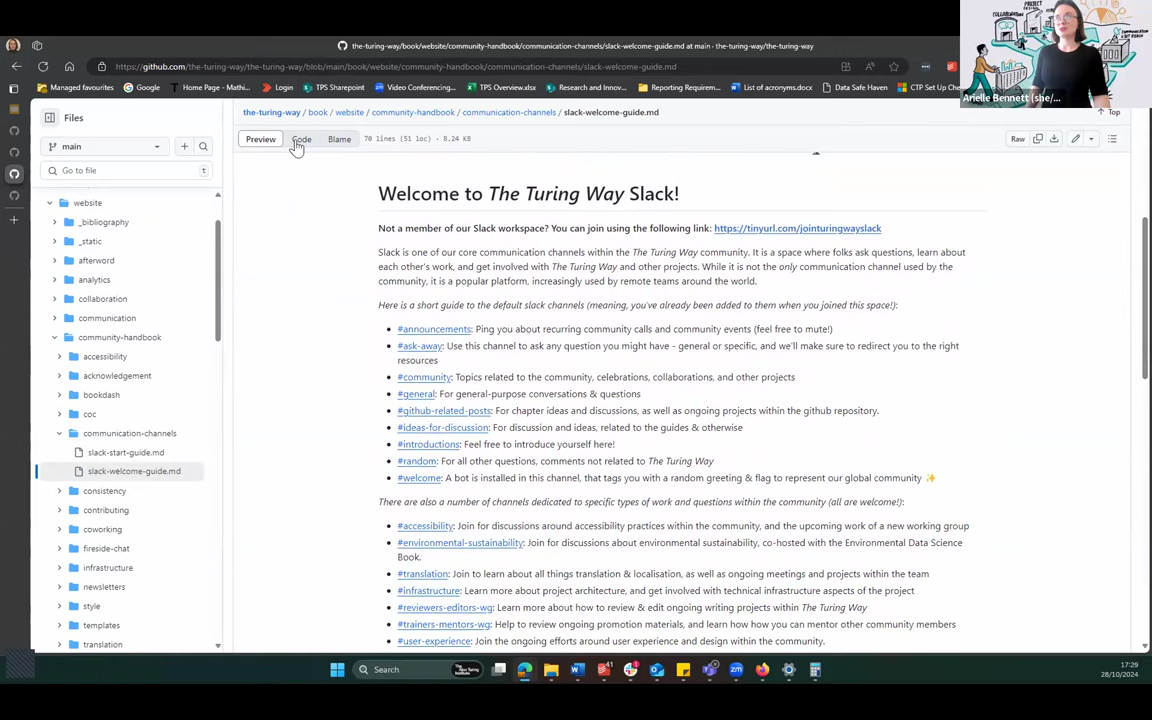 the-turing-way/book/website/community-handbook/communication-channels/slack-welcome-guide.md at main · the-turing-way/the-turing-way
https://github.com/the-turing-way/the-turing-way/blob/main/book/website/community-handbook/communication-channels/slack-welcome-guide.md
Managed favourites
Google
Home Page - Mathi...
Login
TPS Sharepoint
Video Conferencing...
TPS Overview.xlsx
Research and Innov...
Reporting Requirem...
List of acronyms.docx
Data Safe Haven
CTP Set Up Che
Arielle Bennett (she/...
Files
the-turing-way / book / website / community-handbook / communication-channels / slack-welcome-guide.md
Top
main
Preview
Code
Blame
70 lines (51 loc) · 8.24 KB
Raw
Go to file
t
website
_bibliography
_static
afterword
analytics
collaboration
communication
community-handbook
accessibility
acknowledgement
bookdash
coc
communication-channels
slack-start-guide.md
slack-welcome-guide.md
consistency
contributing
coworking
fireside-chat
infrastructure
newsletters
style
templates
translation
Welcome to The Turing Way Slack!
Not a member of our Slack workspace? You can join using the following link: https://tinyurl.com/jointuringwayslack
Slack is one of our core communication channels within the The Turing Way community. It is a space where folks ask questions, learn about
each other's work, and get involved with The Turing Way and other projects. While it is not the only communication channel used by the
community, it is a popular platform, increasingly used by remote teams around the world.
Here is a short guide to the default slack channels (meaning, you've already been added to them when you joined this space!):
#announcements: Ping you about recurring community calls and community events (feel free to mute!)
#ask-away: Use this channel to ask any question you might have - general or specific, and we'll make sure to redirect you to the right
resources
#community: Topics related to the community, celebrations, collaborations, and other projects
#general: For general-purpose conversations & questions
#github-related-posts: For chapter ideas and discussions, as well as ongoing projects within the github repository.
#ideas-for-discussion: For discussion and ideas, related to the guides & otherwise
#introductions: Feel free to introduce yourself here!
#random: For all other questions, comments not related to The Turing Way
#welcome: A bot is installed in this channel, that tags you with a random greeting & flag to represent our global community ✨
There are also a number of channels dedicated to specific types of work and questions within the community (all are welcome!):
#accessibility: Join for discussions around accessibility practices within the community, and the upcoming work of a new working group
#environmental-sustainability: Join for discussions about environmental sustainability, co-hosted with the Environmental Data Science
Book.
#translation: Join to learn about all things translation & localisation, as well as ongoing meetings and projects within the team
#infrastructure: Learn more about project architecture, and get involved with technical infrastructure aspects of the project
#reviewers-editors-wg: Learn more about how to review & edit ongoing writing projects within The Turing Way
#trainers-mentors-wg: Help to review ongoing promotion materials, and learn how how you can mentor other community members
#user-experience: Join the ongoing efforts around user experience and design within the community.
Search
41
17:29
28/10/2024